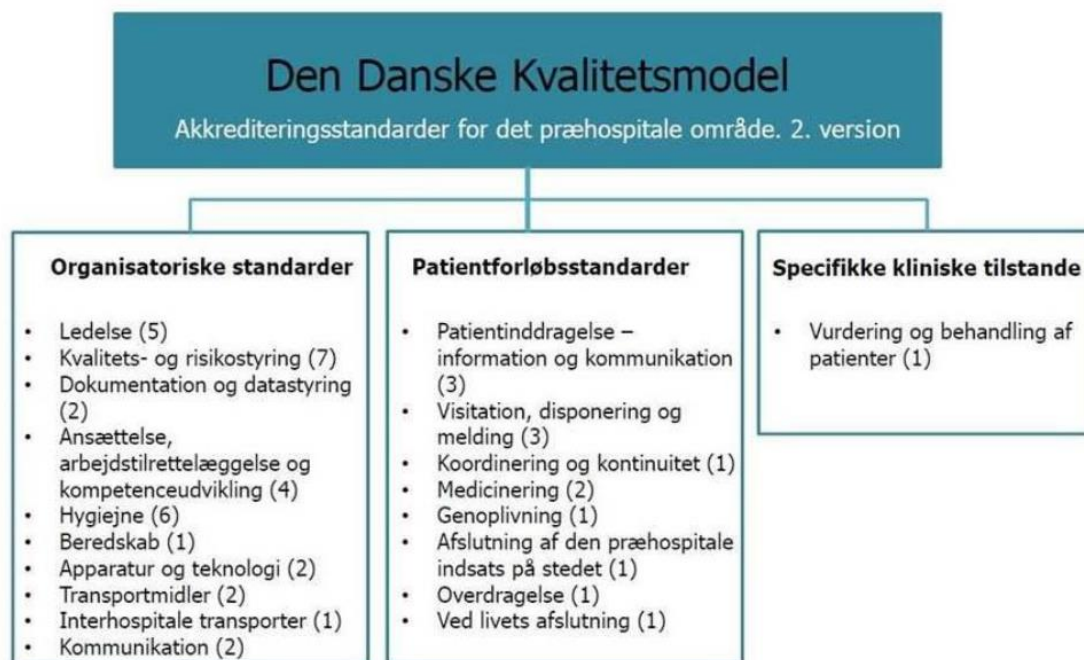 Den Danske Kvalitetsmodel
Akkrediteringsstandarder for det præhospitale område. 2. version
Organisatoriske standarder
• Ledelse (5)
• Kvalitets- og risikostyring (7)
• Dokumentation og datastyring
(2)
• Ansættelse,
arbejdstilrettelæggelse og
kompetenceudvikling (4)
• Hygiejne (6)
• Beredskab (1)
• Apparatur og teknologi (2)
• Transportmidler (2)
• Interhospitale transporter (1)
• Kommunikation (2)
Patientforløbsstandarder
• Patientinddragelse –
information og kommunikation
(3)
• Visitation, disponering og
melding (3)
• Koordinering og kontinuitet (1)
• Medicinering (2)
• Genoplivning (1)
• Afslutning af den præhospitale
indsats på stedet (1)
• Overdragelse (1)
• Ved livets afslutning (1)
Specifikke kliniske tilstande
• Vurdering og behandling af
patienter (1)